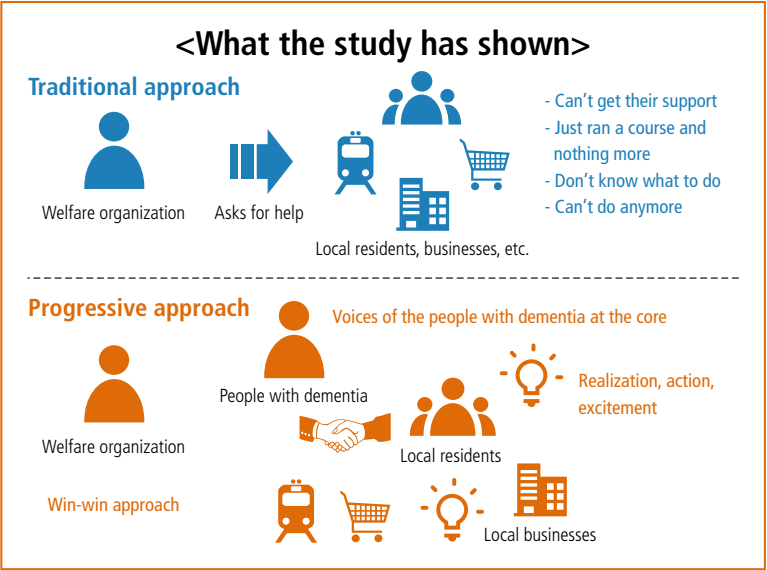 <What the study has shown>
Traditional approach
Welfare organization
Asks for help
Local residents, businesses, etc.
- Can't get their support
- Just ran a course and
nothing more
- Don't know what to do
- Can't do anymore
Progressive approach
Voices of the people with dementia at the core
People with dementia
Welfare organization
Realization, action,
excitement
Local residents
Win-win approach
Local businesses